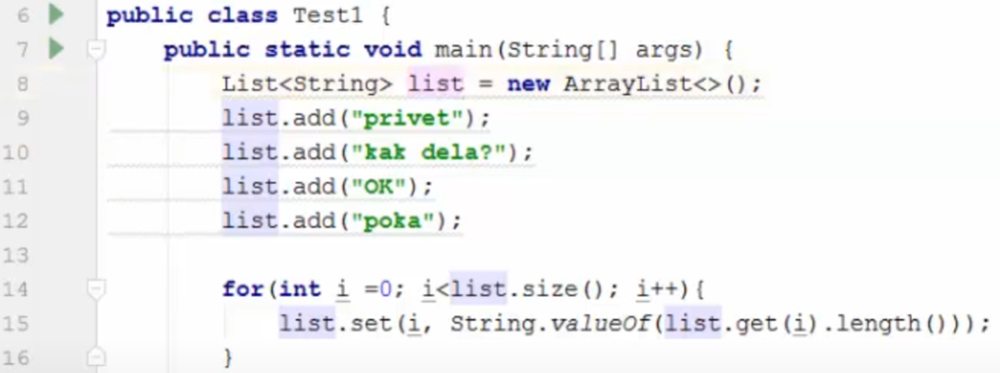 6 public class Test1 {
7 public static void main(String[] args) {
8 List<String> list = new ArrayList<>();
9 list.add("privet");
10 list.add("kak dela?");
11 list.add("OK");
12 list.add("poka");
13
14 for(int i =0; i<list.size(); i++){
15 list.set(i, String.valueOf(list.get(i).length()));
16 }